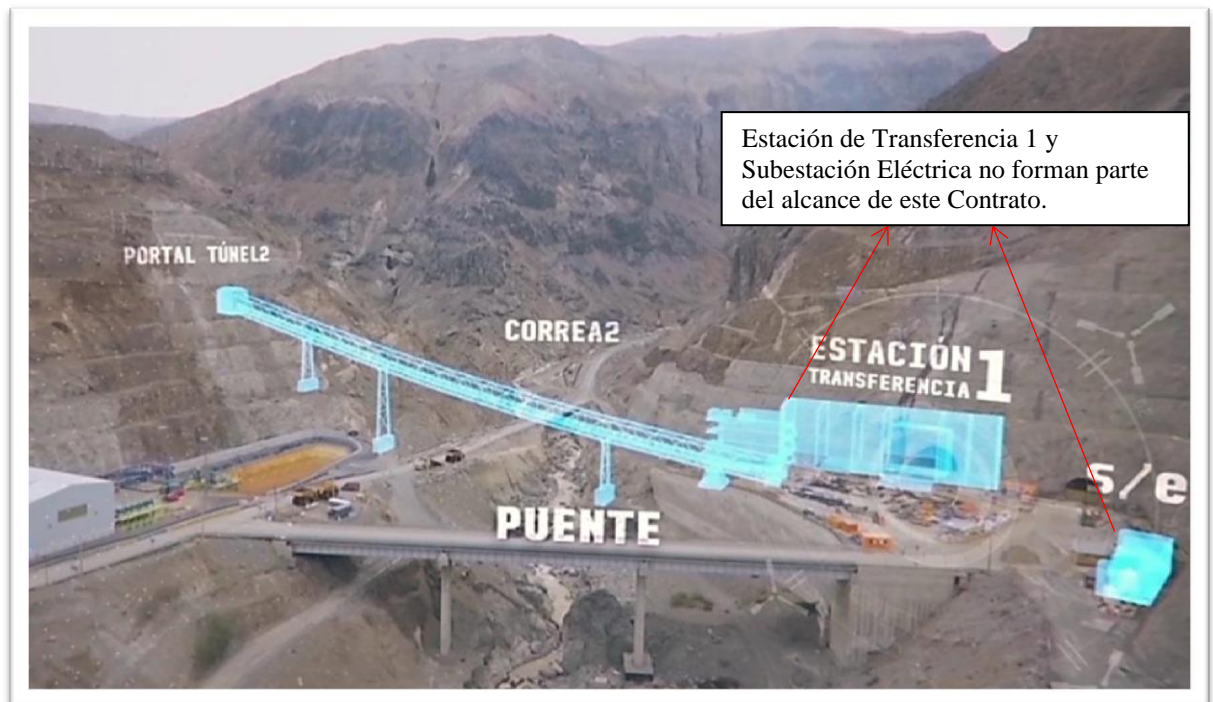 Estación de Transferencia 1 y
Subestación Eléctrica no forman parte
del alcance de este Contrato.
PORTAL TÚNEL2
CORREA2
ESTACIÓN 1
TRANSFERENCIA
s/e
PUENTE